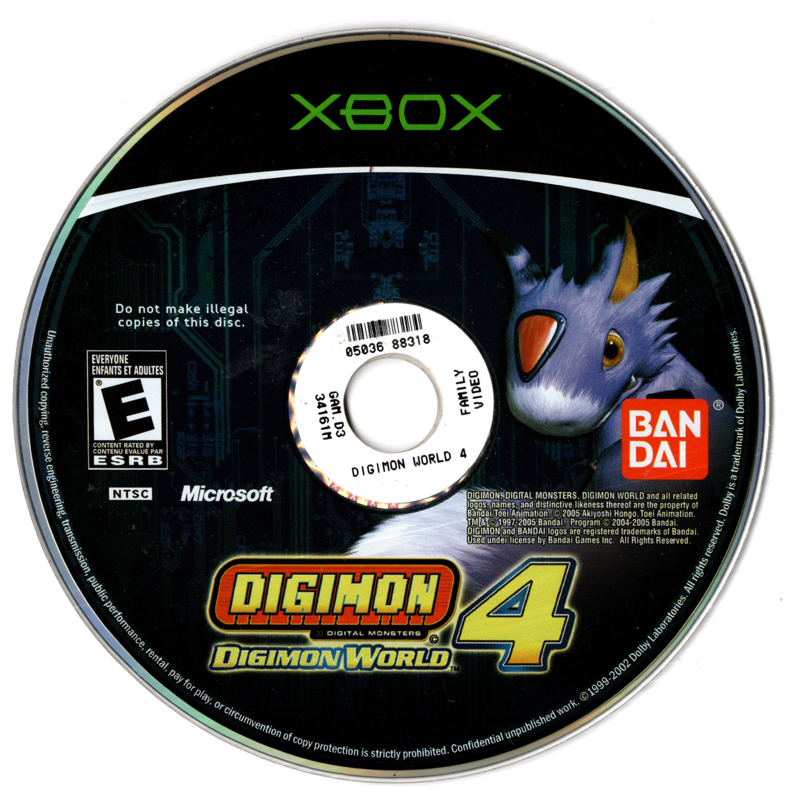 XBOX
Do not make illegal
copies of this disc.
EVERYONE
ENFANTS ET ADULTES
E
®
CONTENT RATED BY
CONTENU ÉVALUÉ PAR
ESRB
NTSC
Microsoft
05036 88318
GAM.D3
34161M
FAMILY
VIDEO
DIGIMON WORLD 4
BAN
DAI
®
DIGIMON, DIGITAL MONSTERS, DIGIMON WORLD and all related
logos, names, and distinctive likeness thereof are the property of
Bandai Toei Animation. © 2005 Akiyoshi Hongo, Toei Animation.
TM & © 1997-2005 Bandai. Program © 2004-2005 Bandai.
DIGIMON and BANDAI logos are registered trademarks of Bandai.
Used under license by Bandai Games Inc. All Rights Reserved.
DIGIMON
DIGITAL MONSTERS
DIGIMON WORLD™
4
Unauthorized copying, reverse engineering, transmission, public performance, rental, pay for play, or circumvention of copy protection is strictly prohibited. Confidential unpublished work. ©1999-2002 Dolby Laboratories. All rights reserved. Dolby is a trademark of Dolby Laboratories.